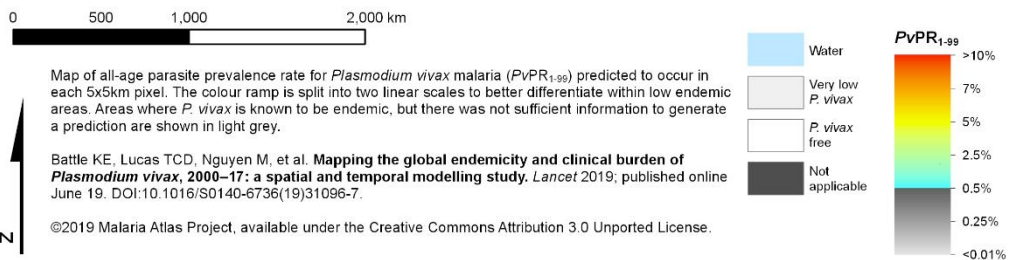 0 500 1,000 2,000 km
Map of all-age parasite prevalence rate for Plasmodium vivax malaria (PvPR1-99) predicted to occur in
each 5x5km pixel. The colour ramp is split into two linear scales to better differentiate within low endemic
areas. Areas where P. vivax is known to be endemic, but there was not sufficient information to generate
a prediction are shown in light grey.
Battle KE, Lucas TCD, Nguyen M, et al. Mapping the global endemicity and clinical burden of
Plasmodium vivax, 2000–17: a spatial and temporal modelling study. Lancet 2019; published online
June 19. DOI:10.1016/S0140-6736(19)31096-7.
©2019 Malaria Atlas Project, available under the Creative Commons Attribution 3.0 Unported License.
N
Water
Very low
P. vivax
P. vivax
free
Not
applicable
PvPR1-99
>10%
7%
5%
2.5%
0.5%
0.25%
<0.01%